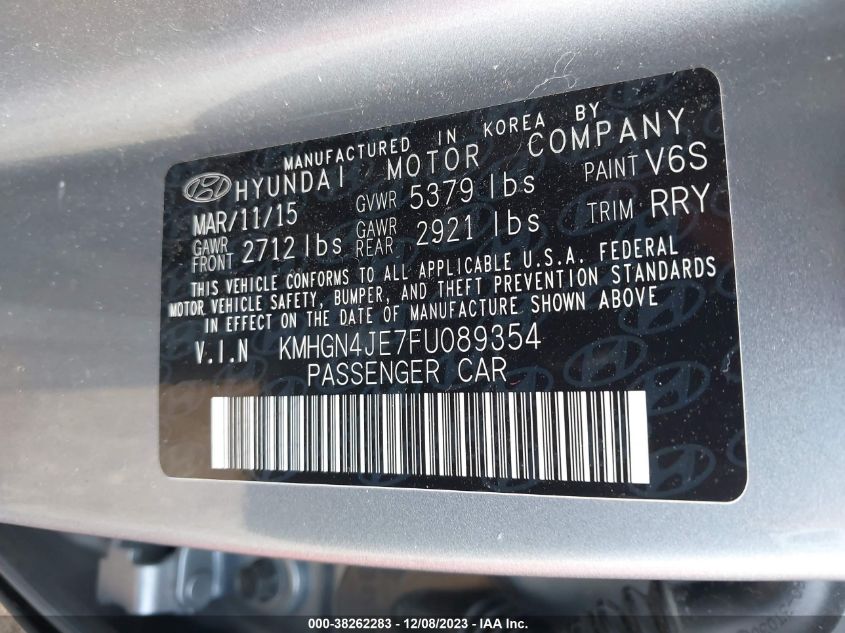 MANUFACTURED IN KOREA BY
HYUNDAI MOTOR COMPANY
MAR/11/15 GVWR 5379 lbs PAINT V6S
GAWR FRONT 2712 lbs GAWR REAR 2921 lbs TRIM RRY
THIS VEHICLE CONFORMS TO ALL APPLICABLE U.S.A. FEDERAL
MOTOR VEHICLE SAFETY, BUMPER, AND THEFT PREVENTION STANDARDS
IN EFFECT ON THE DATE OF MANUFACTURE SHOWN ABOVE
V.I.N KMHGN4JE7FU089354
PASSENGER CAR
000-38262283 - 12/08/2023 - IAA Inc.